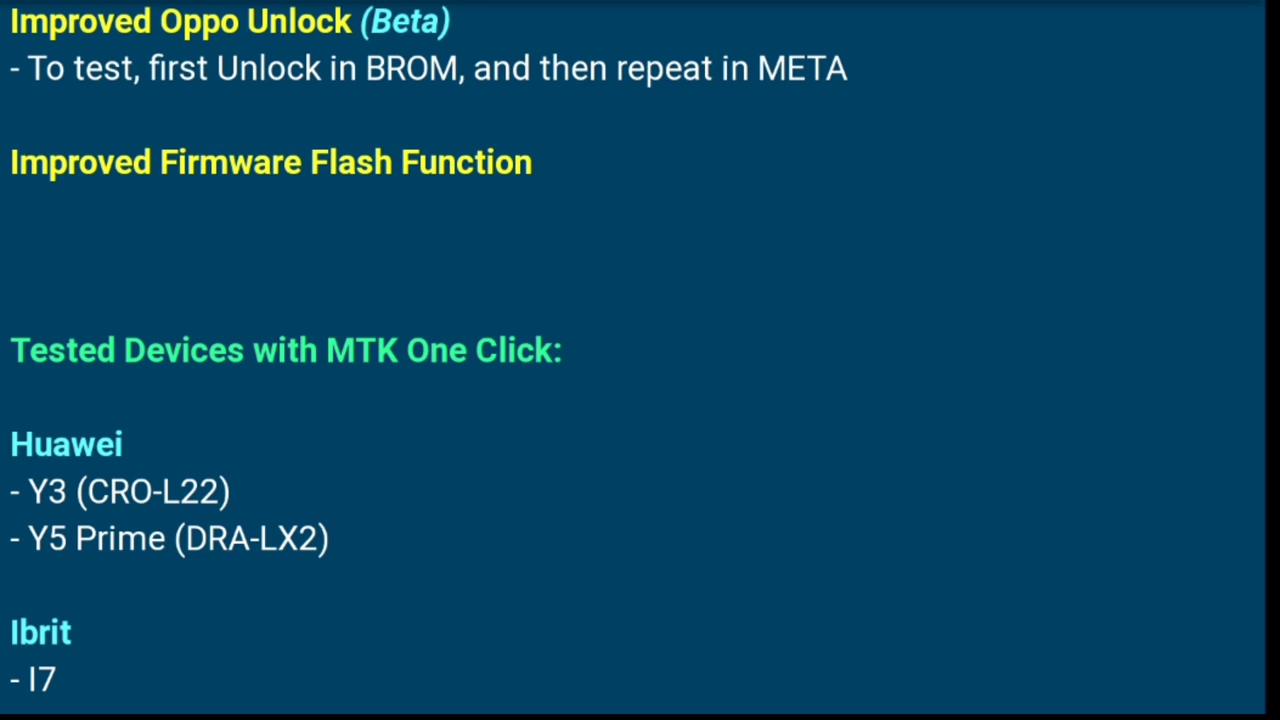 Improved Oppo Unlock (Beta)
- To test, first Unlock in BROM, and then repeat in META
Improved Firmware Flash Function
Tested Devices with MTK One Click:
Huawei
- Y3 (CRO-L22)
- Y5 Prime (DRA-LX2)
Ibrit
- I7